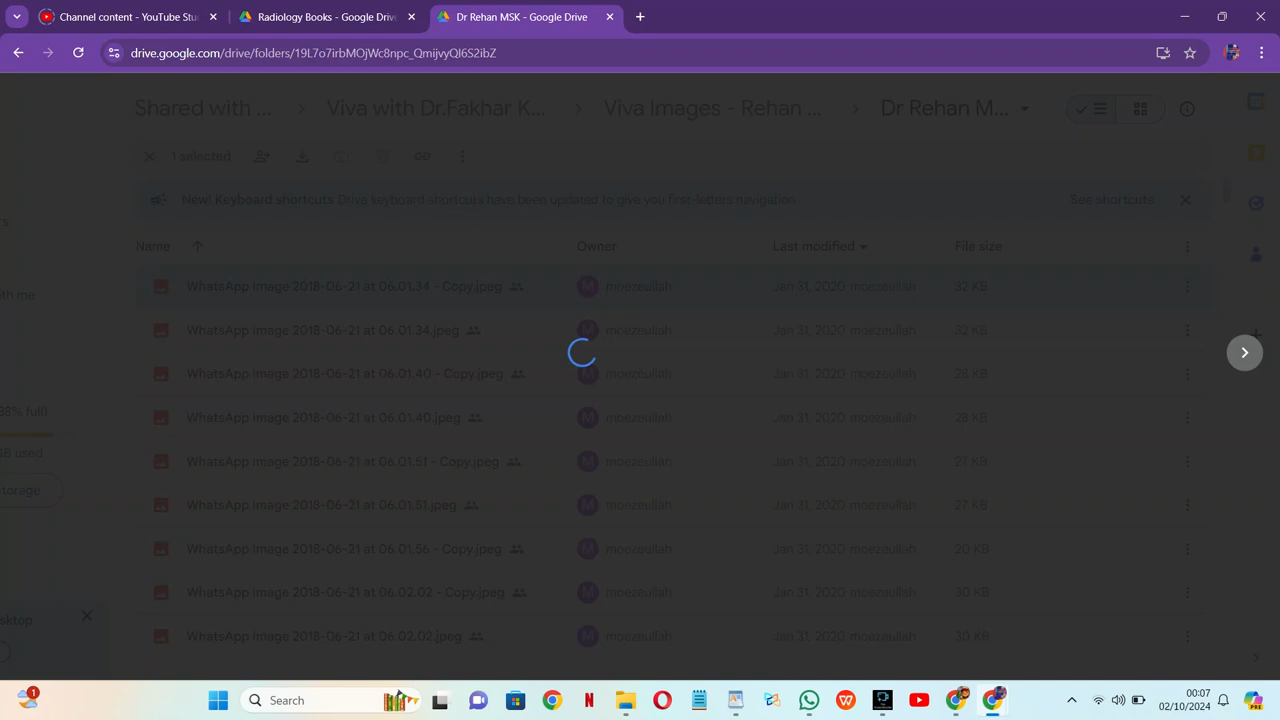 Channel content - YouTube Stu
Radiology Books - Google Drive
Dr Rehan MSK - Google Drive
drive.google.com/drive/folders/19L7o7irbMOjWc8npc_QmijvyQl6S2ibZ
Shared with ... > Viva with Dr.Fakhar K... > Viva Images - Rehan ... > Dr Rehan M...
1 selected
New! Keyboard shortcuts Drive keyboard shortcuts have been updated to give you first-letters navigation See shortcuts
Name Owner Last modified File size
WhatsApp Image 2018-06-21 at 06.01.34 - Copy.jpeg M moezeullah Jan 31, 2020 moezeullah 32 KB
WhatsApp Image 2018-06-21 at 06.01.34.jpeg M moezeullah Jan 31, 2020 moezeullah 32 KB
WhatsApp Image 2018-06-21 at 06.01.40 - Copy.jpeg M moezeullah Jan 31, 2020 moezeullah 28 KB
WhatsApp Image 2018-06-21 at 06.01.40.jpeg M moezeullah Jan 31, 2020 moezeullah 28 KB
WhatsApp Image 2018-06-21 at 06.01.51 - Copy.jpeg M moezeullah Jan 31, 2020 moezeullah 27 KB
WhatsApp Image 2018-06-21 at 06.01.51.jpeg M moezeullah Jan 31, 2020 moezeullah 27 KB
WhatsApp Image 2018-06-21 at 06.01.56 - Copy.jpeg M moezeullah Jan 31, 2020 moezeullah 20 KB
WhatsApp Image 2018-06-21 at 06.02.02 - Copy.jpeg M moezeullah Jan 31, 2020 moezeullah 30 KB
WhatsApp Image 2018-06-21 at 06.02.02.jpeg M moezeullah Jan 31, 2020 moezeullah 30 KB
rs
ith me
88% full)
B used
storage
sktop
1
Search
N
W
00:07
02/10/2024
PRE